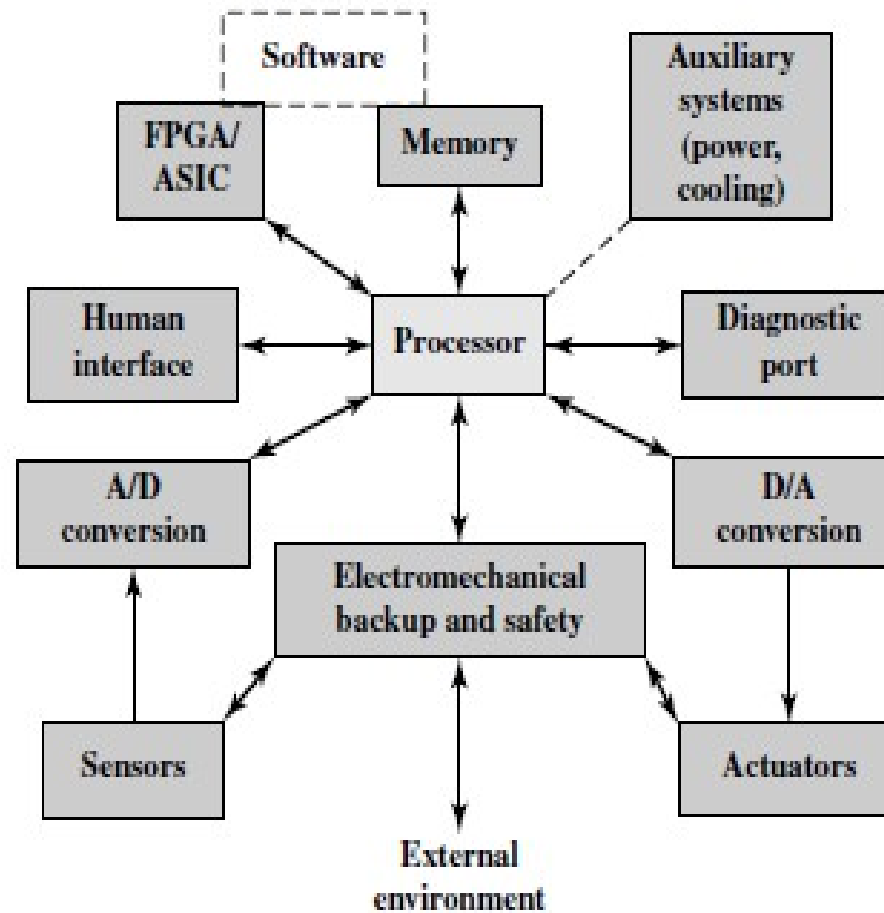 Software
Auxiliary
systems
(power,
cooling)
FPGA/
ASIC
Memory
Human
interface
Processor
Diagnostic
port
A/D
conversion
D/A
conversion
Electromechanical
backup and safety
Sensors
Actuators
External
environment